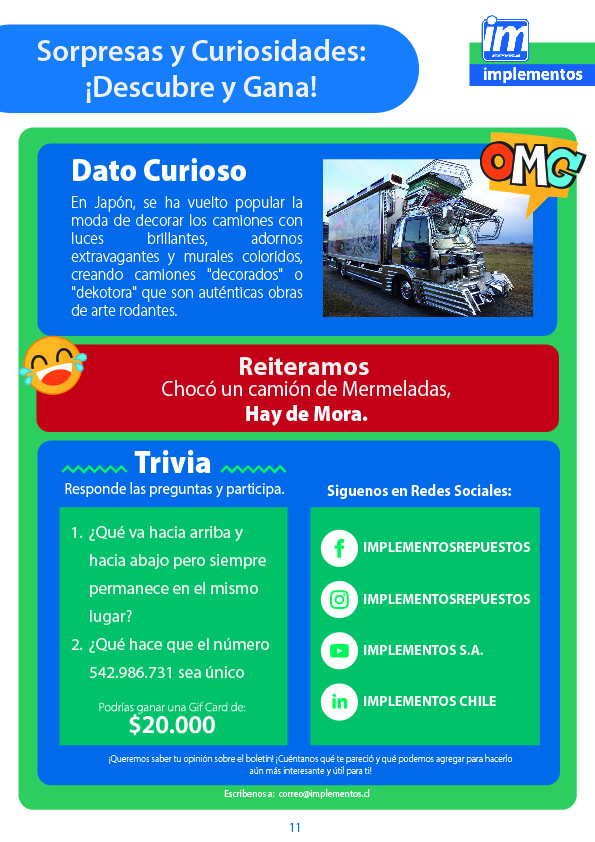 Sorpresas y Curiosidades:
¡Descubre y Gana!
im
EPYSA
implementos
OMG
Dato Curioso
En Japón, se ha vuelto popular la
moda de decorar los camiones con
luces brillantes, adornos
extravagantes y murales coloridos,
creando camiones "decorados" o
"dekotora" que son auténticas obras
de arte rodantes.
Reiteramos
Chocó un camión de Mermeladas,
Hay de Mora.
Trivia
Responde las preguntas y participa.
1. ¿Qué va hacia arriba y
hacia abajo pero siempre
permanece en el mismo
lugar?
2. ¿Qué hace que el número
542.986.731 sea único
Podrías ganar una Gif Card de:
$20.000
Siguenos en Redes Sociales:
IMPLEMENTOSREPUESTOS
IMPLEMENTOSREPUESTOS
IMPLEMENTOS S.A.
IMPLEMENTOS CHILE
¡Queremos saber tu opinión sobre el boletín! ¡Cuéntanos qué te pareció y qué podemos agregar para hacerlo
aún más interesante y útil para ti!
Escribenos a: correo@implementos.cl
11